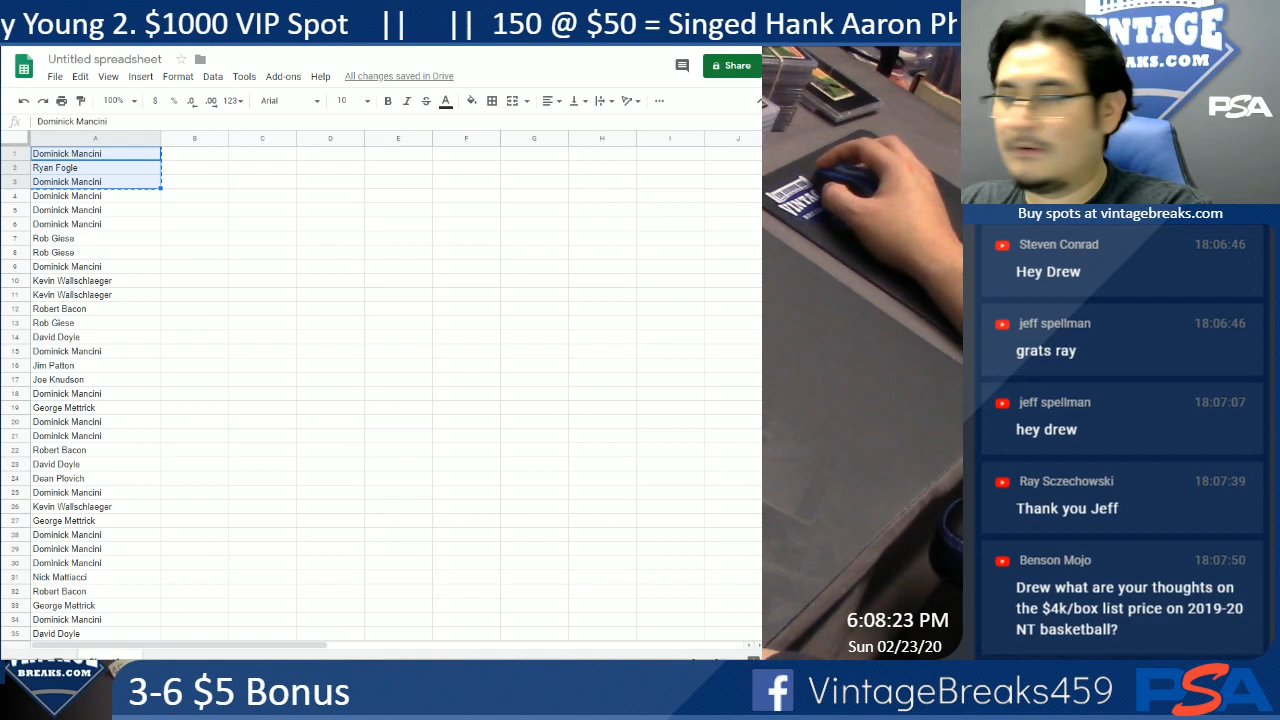 y Young 2. $1000 VIP Spot || || 150 @ $50 = Singed Hank Aaron Ph
VINTAGE
BREAKS.COM
PSA
Untitled spreadsheet
File Edit View Insert Format Data Tools Add-ons Help All changes saved in Drive
Share
100% $ % .0 .00 123 Arial 10 B I S A
fx Dominick Mancini
A B C D E F G H I J
1 Dominick Mancini
2 Ryan Fogle
3 Dominick Mancini
4 Dominick Mancini
5 Dominick Mancini
6 Dominick Mancini
7 Rob Giese
8 Rob Giese
9 Dominick Mancini
10 Kevin Wallschlaeger
11 Kevin Wallschlaeger
12 Robert Bacon
13 Rob Giese
14 David Doyle
15 Dominick Mancini
16 Jim Patton
17 Joe Knudson
18 Dominick Mancini
19 George Mettrick
20 Dominick Mancini
21 Dominick Mancini
22 Robert Bacon
23 David Doyle
24 Dean Plovich
25 Dominick Mancini
26 Kevin Wallschlaeger
27 George Mettrick
28 Dominick Mancini
29 Dominick Mancini
30 Dominick Mancini
31 Nick Mattiacci
32 Robert Bacon
33 George Mettrick
34 Dominick Mancini
35 David Doyle
Buy spots at vintagebreaks.com
Steven Conrad 18:06:46
Hey Drew
jeff spellman 18:06:46
grats ray
jeff spellman 18:07:07
hey drew
Ray Sczechowski 18:07:39
Thank you Jeff
Benson Mojo 18:07:50
Drew what are your thoughts on
the $4k/box list price on 2019-20
NT basketball?
6:08:23 PM
Sun 02/23/20
BREAKS.COM
3-6 $5 Bonus
f VintageBreaks459
PSA